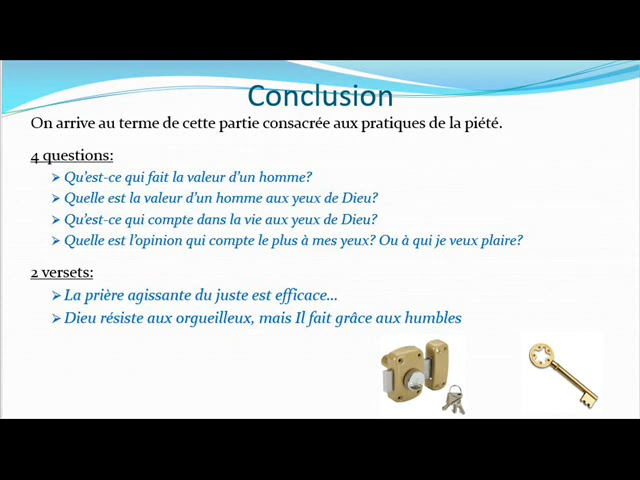 Conclusion
On arrive au terme de cette partie consacrée aux pratiques de la piété.
4 questions:
Qu'est-ce qui fait la valeur d'un homme?
Quelle est la valeur d'un homme aux yeux de Dieu?
Qu'est-ce qui compte dans la vie aux yeux de Dieu?
Quelle est l'opinion qui compte le plus à mes yeux? Ou à qui je veux plaire?
2 versets:
La prière agissante du juste est efficace...
Dieu résiste aux orgueilleux, mais Il fait grâce aux humbles